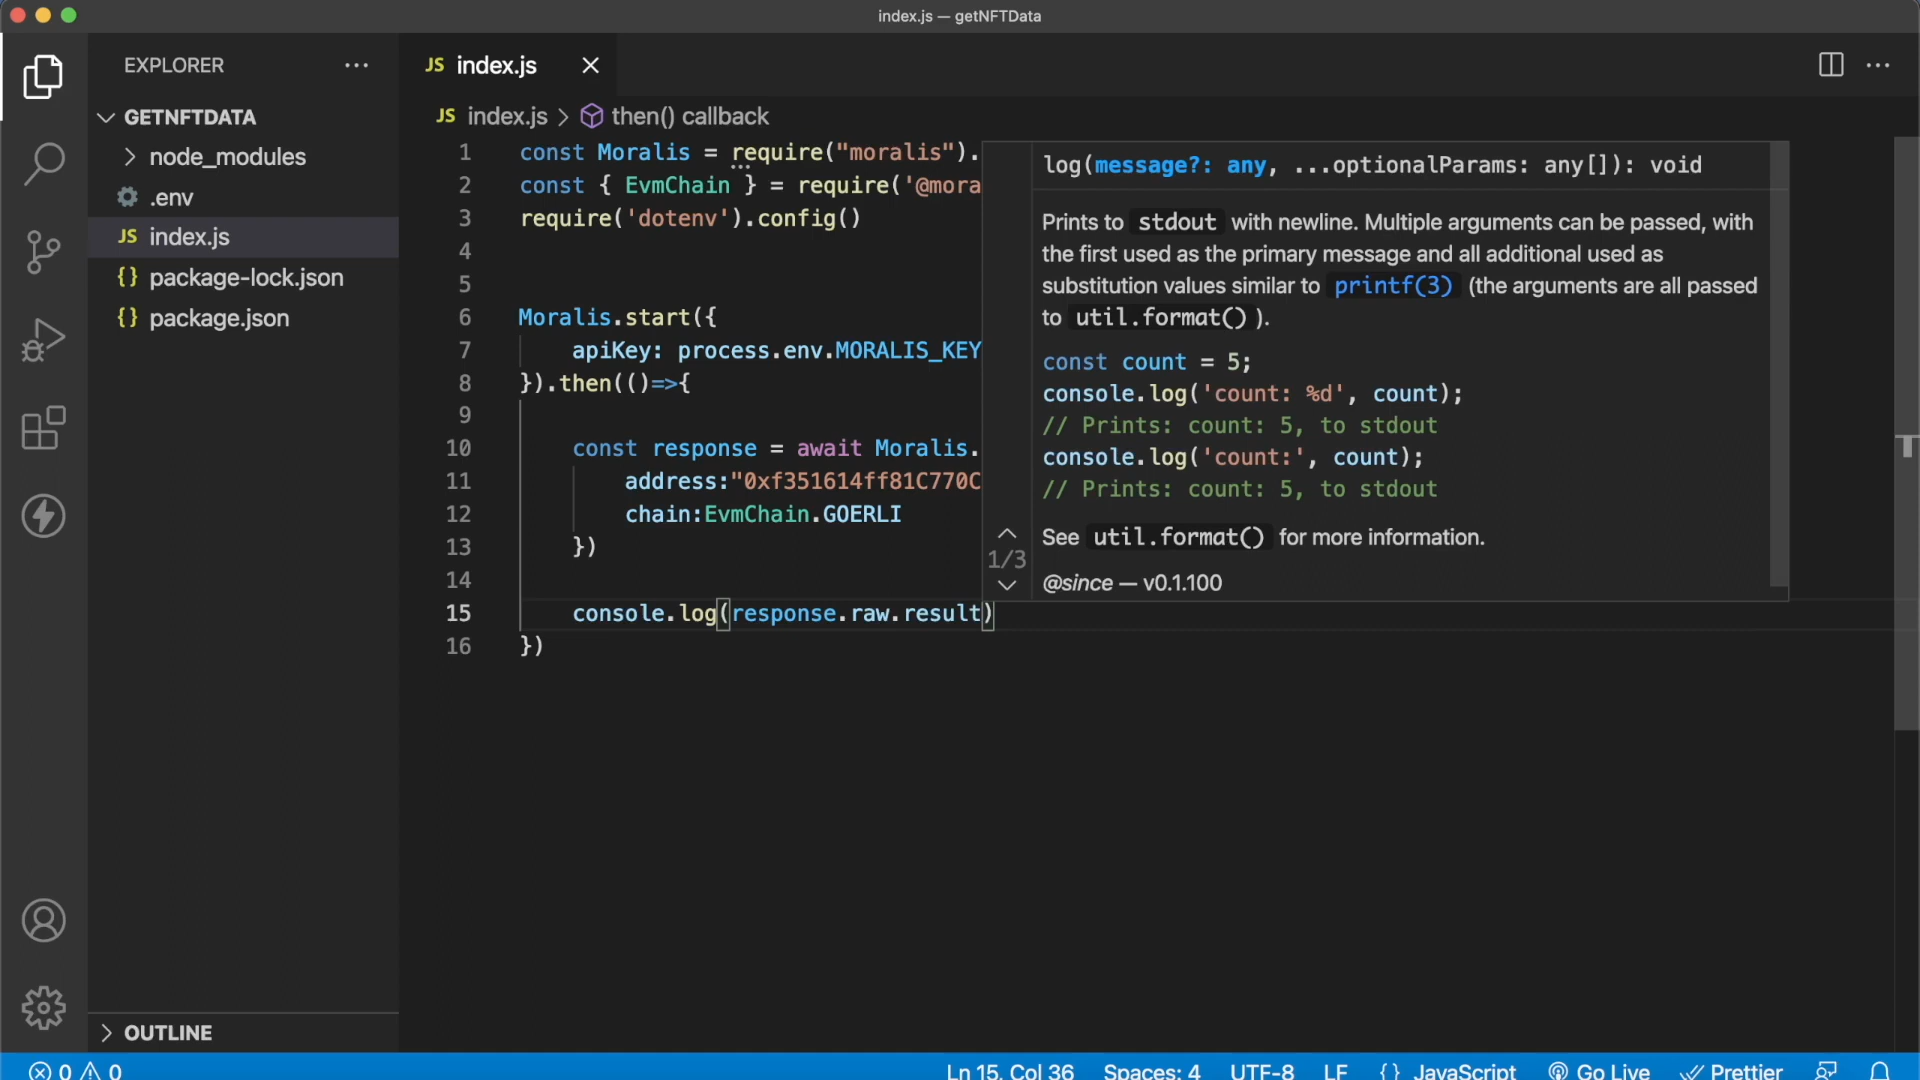 index.js — getNFTData
EXPLORER
JS index.js
GETNFTDATA
node_modules
.env
JS index.js
{} package-lock.json
{} package.json
OUTLINE
JS index.js > then() callback
1 const Moralis = require("moralis").
2 const { EvmChain } = require('@mora
3 require('dotenv').config()
4
5
6 Moralis.start({
7 apiKey: process.env.MORALIS_KEY
8 }).then(()=>{
9
10 const response = await Moralis.
11 address:"0xf351614ff81C770C
12 chain:EvmChain.GOERLI
13 })
14
15 console.log(response.raw.result)
16 })
1/3
log(message?: any, ...optionalParams: any[]): void
Prints to stdout with newline. Multiple arguments can be passed, with
the first used as the primary message and all additional used as
substitution values similar to printf(3) (the arguments are all passed
to util.format() ).
const count = 5;
console.log('count: %d', count);
// Prints: count: 5, to stdout
console.log('count:', count);
// Prints: count: 5, to stdout
See util.format() for more information.
@since — v0.1.100
0 0 Ln 15, Col 36 Spaces: 4 UTF-8 LF {} JavaScript Go Live Prettier